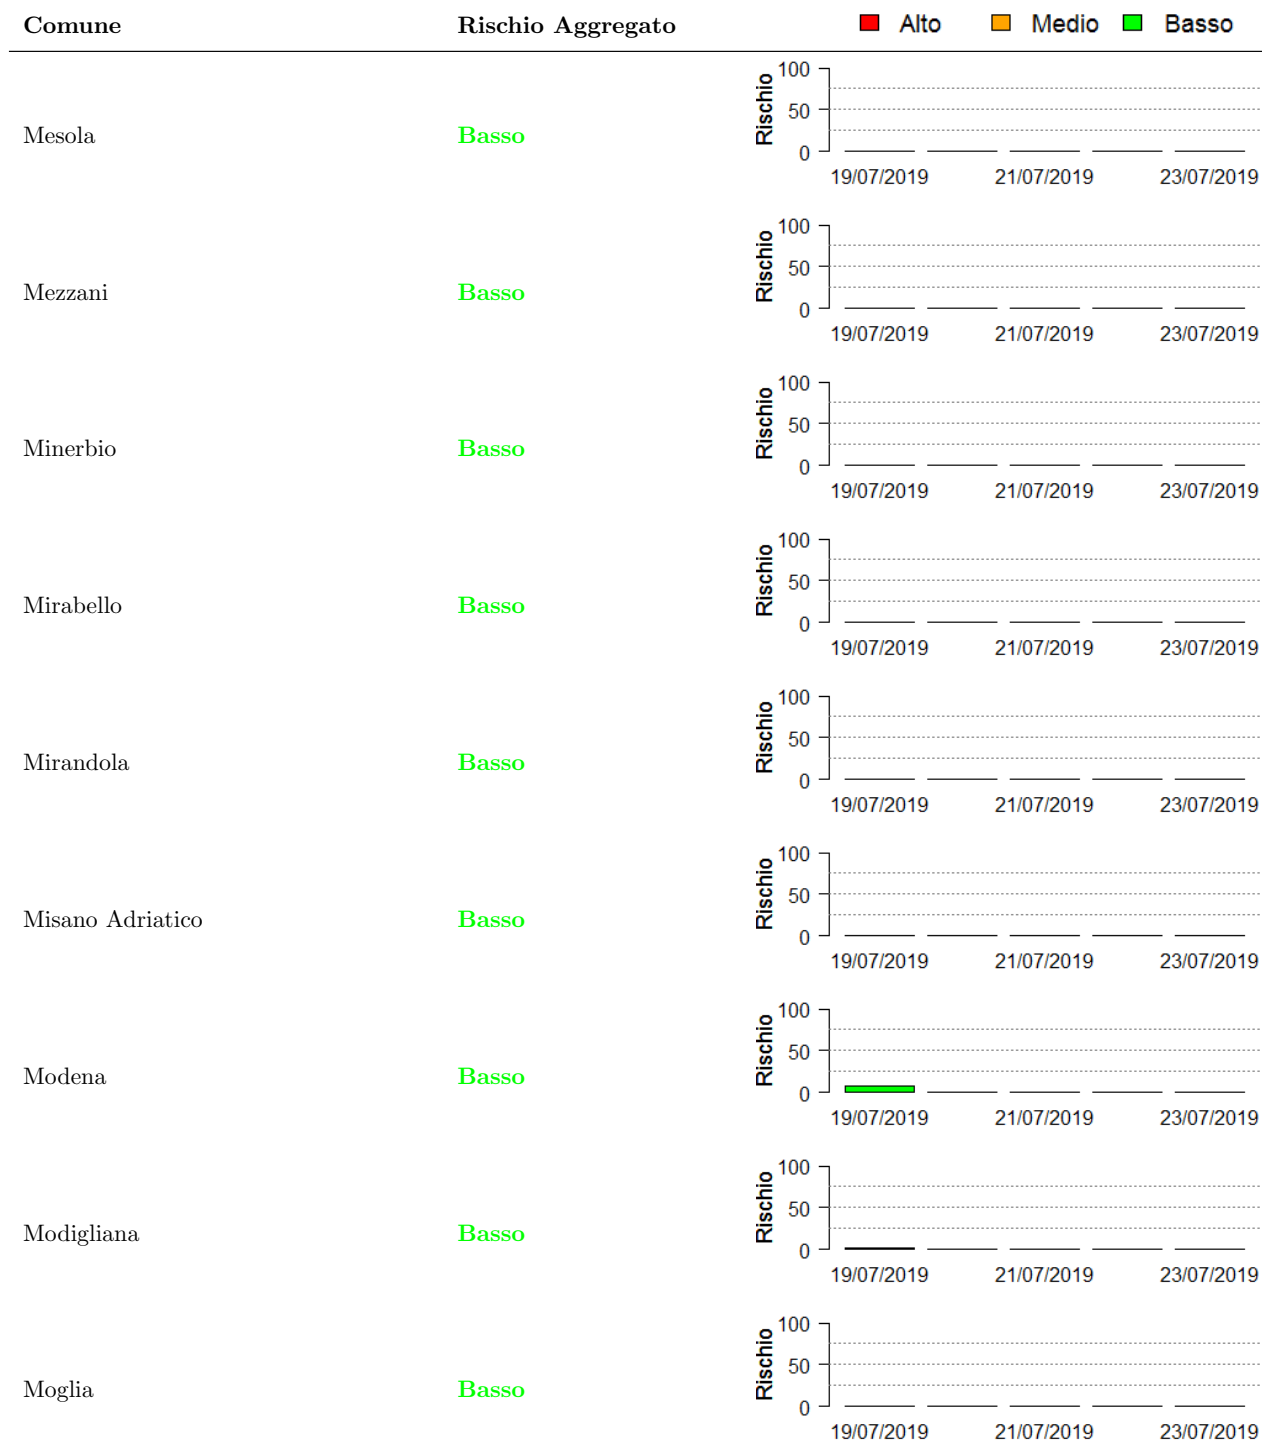 Comune Rischio Aggregato Alto Medio Basso
100
Rischio
50
Mesola Basso
0
19/07/2019 21/07/2019 23/07/2019
100
Rischio
50
Mezzani Basso
0
19/07/2019 21/07/2019 23/07/2019
100
Rischio
50
Minerbio Basso
0
19/07/2019 21/07/2019 23/07/2019
100
Rischio
50
Mirabello Basso
0
19/07/2019 21/07/2019 23/07/2019
100
Rischio
50
Mirandola Basso
0
19/07/2019 21/07/2019 23/07/2019
100
Rischio
50
Misano Adriatico Basso
0
19/07/2019 21/07/2019 23/07/2019
100
Rischio
50
Modena Basso
0
19/07/2019 21/07/2019 23/07/2019
100
Rischio
50
Modigliana Basso
0
19/07/2019 21/07/2019 23/07/2019
100
Rischio
50
Moglia Basso
0
19/07/2019 21/07/2019 23/07/2019